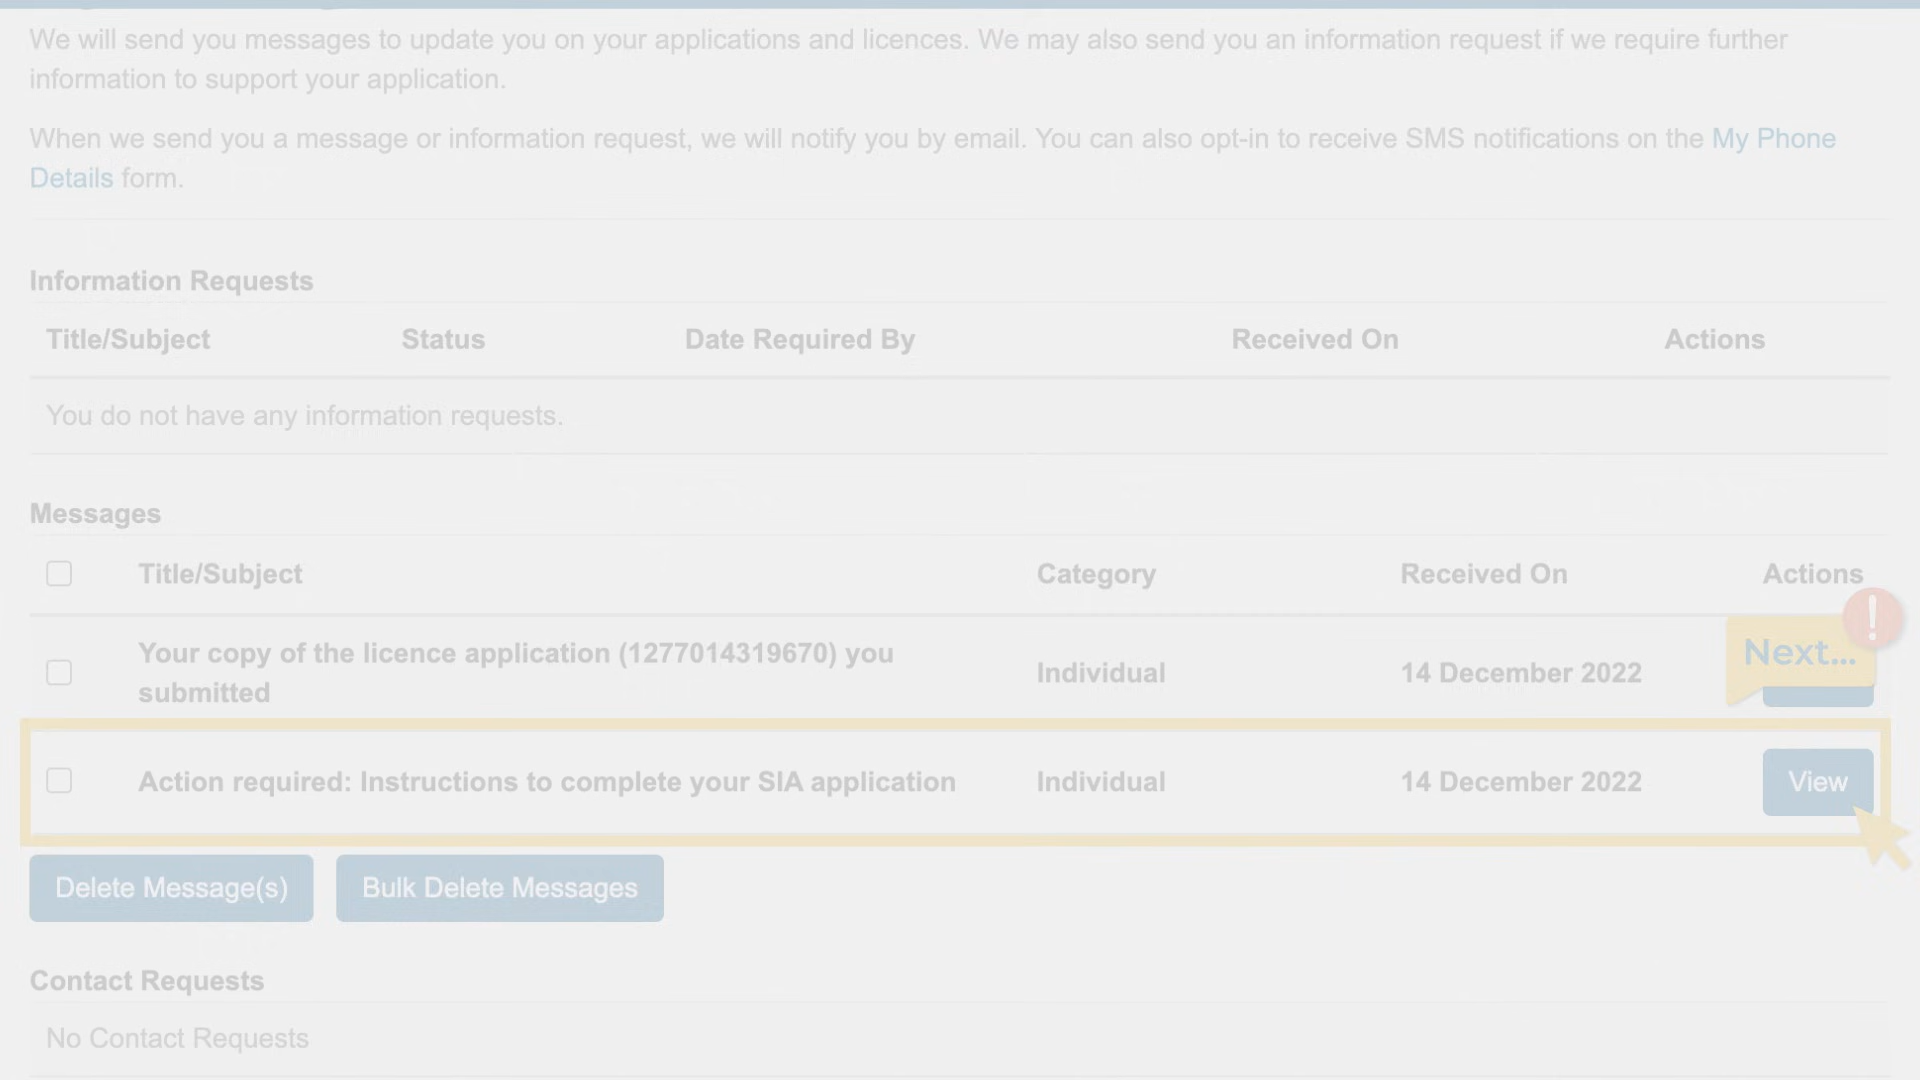 We will send you messages to update you on your applications and licences. We may also send you an information request if we require further
information to support your application.
When we send you a message or information request, we will notify you by email. You can also opt-in to receive SMS notifications on the My Phone
Details form.
Information Requests
Title/Subject Status Date Required By Received On Actions
You do not have any information requests.
Messages
Title/Subject Category Received On Actions
Your copy of the licence application (1277014319670) you
submitted
Individual 14 December 2022
Next...
!
Action required: Instructions to complete your SIA application Individual 14 December 2022 View
Delete Message(s) Bulk Delete Messages
Contact Requests
No Contact Requests